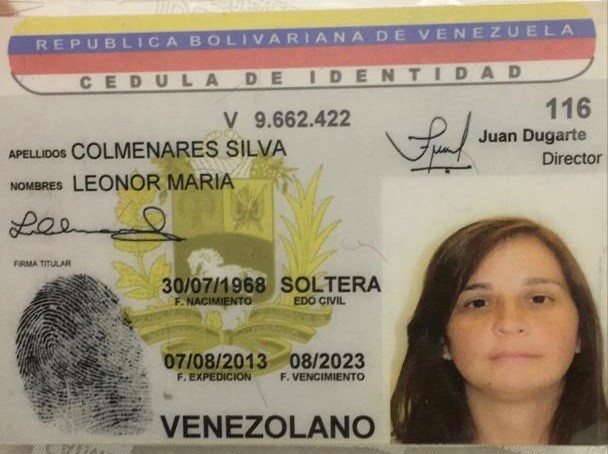 REPUBLICA BOLIVARIANA DE VENEZUELA
CEDULA DE IDENTIDAD
V 9.662.422
116
APELLIDOS COLMENARES SILVA
Juan Dugarte
Director
NOMBRES LEONOR MARIA
FIRMA TITULAR
30/07/1968 SOLTERA
F. NACIMIENTO EDO CIVIL
07/08/2013 08/2023
F. EXPEDICION F. VENCIMIENTO
VENEZOLANO